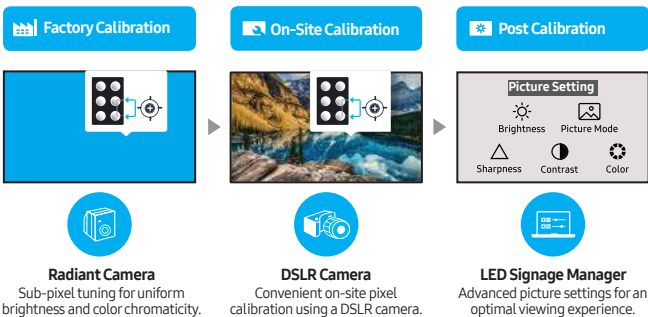 Factory Calibration
On-Site Calibration
Post Calibration
Picture Setting
Brightness
Picture Mode
Sharpness
Contrast
Color
Radiant Camera
Sub-pixel tuning for uniform
brightness and color chromaticity.
DSLR Camera
Convenient on-site pixel
calibration using a DSLR camera.
LED Signage Manager
Advanced picture settings for an
optimal viewing experience.